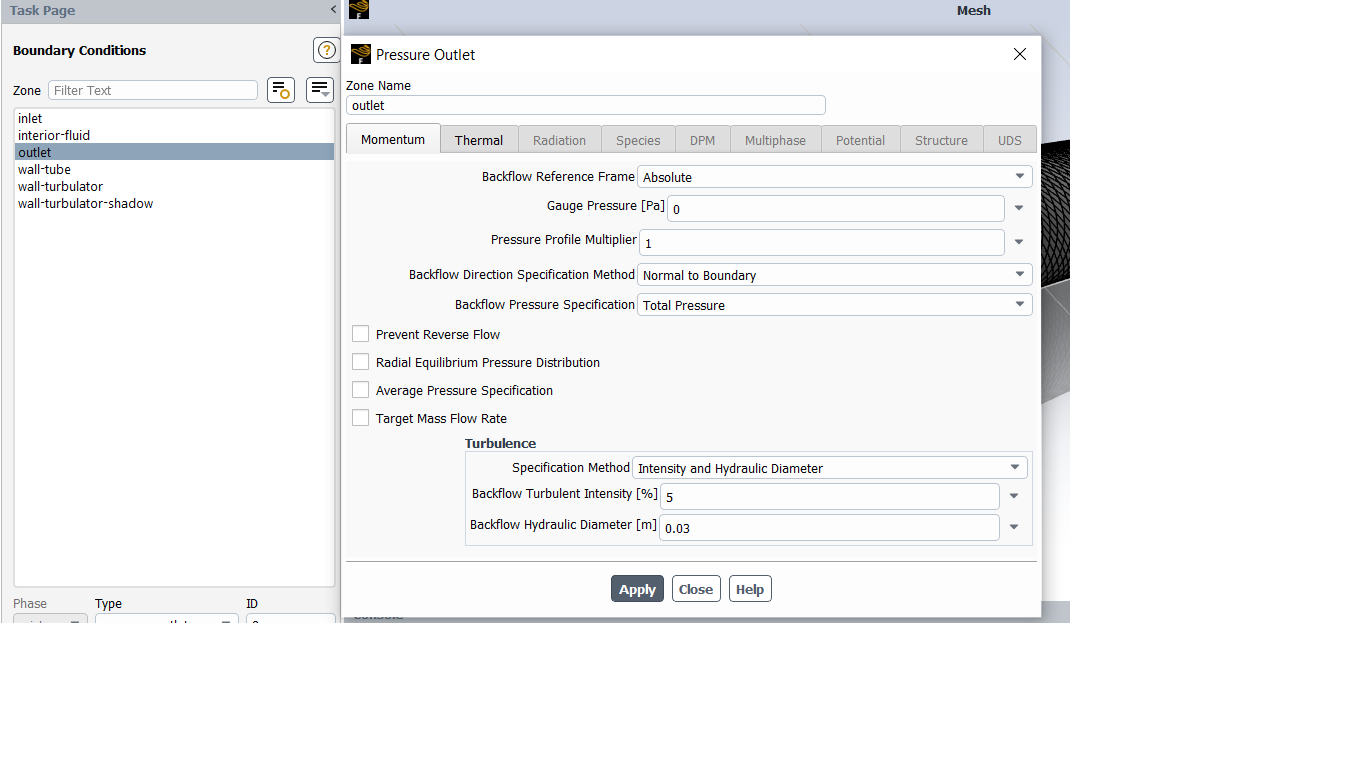 Task Page
<
Mesh
Boundary Conditions
?
Zone Filter Text
inlet
interior-fluid
outlet
wall-tube
wall-turbulator
wall-turbulator-shadow
Phase Type ID
Pressure Outlet
Zone Name
outlet
Momentum Thermal Radiation Species DPM Multiphase Potential Structure UDS
Backflow Reference Frame Absolute
Gauge Pressure [Pa] 0
Pressure Profile Multiplier 1
Backflow Direction Specification Method Normal to Boundary
Backflow Pressure Specification Total Pressure
Prevent Reverse Flow
Radial Equilibrium Pressure Distribution
Average Pressure Specification
Target Mass Flow Rate
Turbulence
Specification Method Intensity and Hydraulic Diameter
Backflow Turbulent Intensity [%] 5
Backflow Hydraulic Diameter [m] 0.03
Apply Close Help